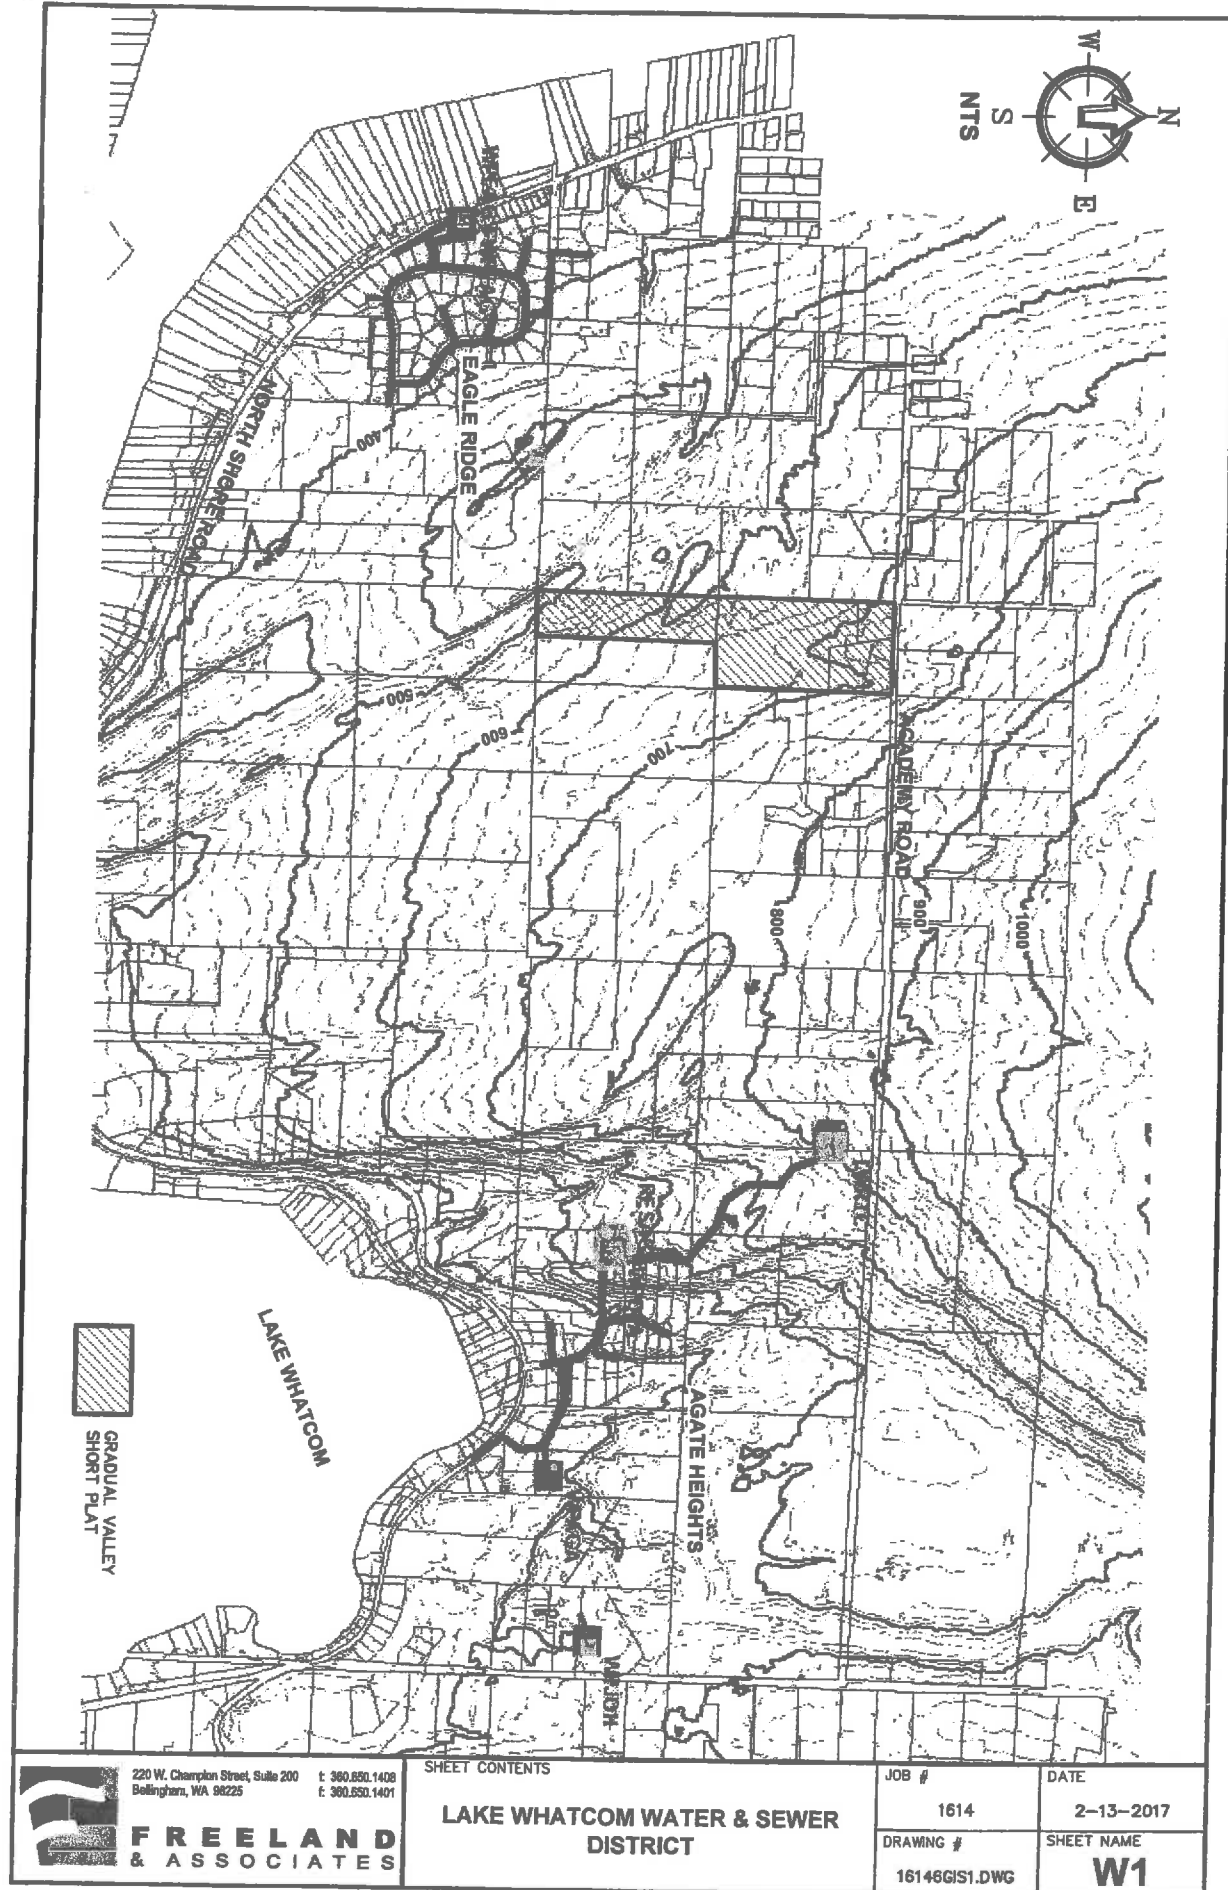 W
N
S
E
NTS
EAGLE RIDGE
NORTH SHORE ROAD
400
500
600
700
800
900
1000
ACADEMY ROAD
AGATE HEIGHTS
LAKE WHATCOM
GRADUAL VALLEY
SHORT PLAT
220 W. Champion Street, Suite 200 t: 360.650.1408
Bellingham, WA 98225 f: 360.650.1401
FREELAND
& ASSOCIATES
SHEET CONTENTS
LAKE WHATCOM WATER & SEWER
DISTRICT
JOB #
1614
DATE
2-13-2017
DRAWING #
16146GIS1.DWG
SHEET NAME
W1